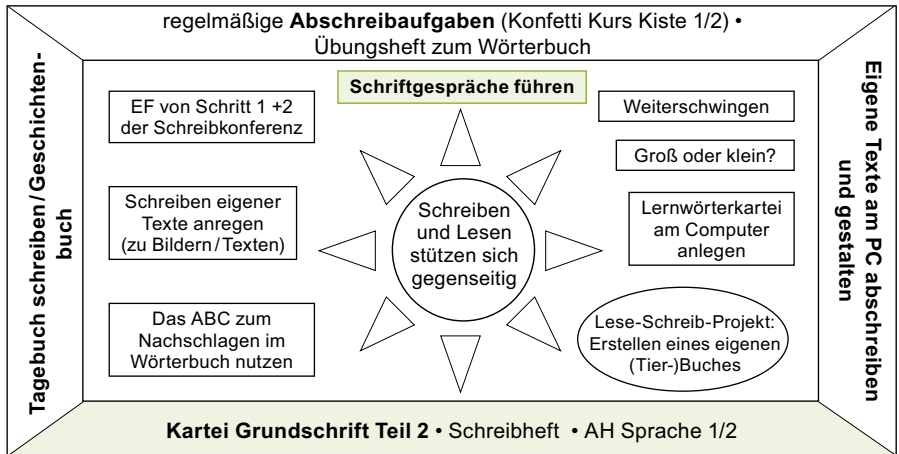 regelmäßige Abschreibaufgaben (Konfetti Kurs Kiste 1/2) •
Übungsheft zum Wörterbuch
Tagebuch schreiben / Geschichten-
buch
Schriftgespräche führen
EF von Schritt 1 +2
der Schreibkonferenz
Schreiben eigener
Texte anregen
(zu Bildern / Texten)
Das ABC zum
Nachschlagen im
Wörterbuch nutzen
Schreiben
und Lesen
stützen sich
gegenseitig
Weiterschwingen
Groß oder klein?
Lernwörterkartei
am Computer
anlegen
Lese-Schreib-Projekt:
Erstellen eines eigenen
(Tier-)Buches
Eigene Texte am PC abschreiben
und gestalten
Kartei Grundschrift Teil 2 • Schreibheft • AH Sprache 1/2